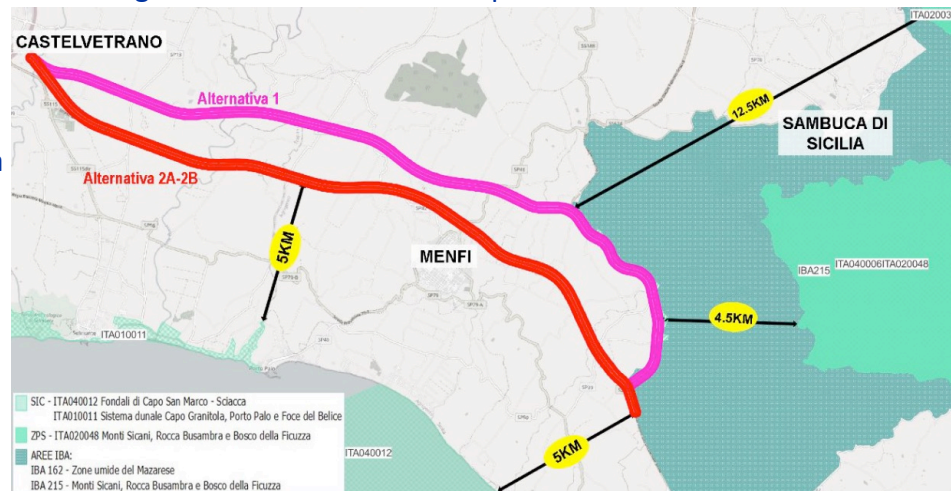 CASTELVETRANO
ITA02003
Alternativa 1
12.5KM
SAMBUCA DI
SICILIA
Alternativa 2A-2B
5KM
MENFI
IBA215
ITA040006ITA020048
4.5KM
ITA010011
SIC - ITA040012 Fondali di Capo San Marco - Sciacca
ITA010011 Sistema dunale Capo Granitola, Porto Palo e Foce del Belice
ZPS - ITA020048 Monti Sicani, Rocca Busambra e Bosco della Ficuzza
AREE IBA:
IBA 162 - Zone umide del Mazarese
IBA 215 - Monti Sicani, Rocca Busambra e Bosco della Ficuzza
ITA040012
5KM